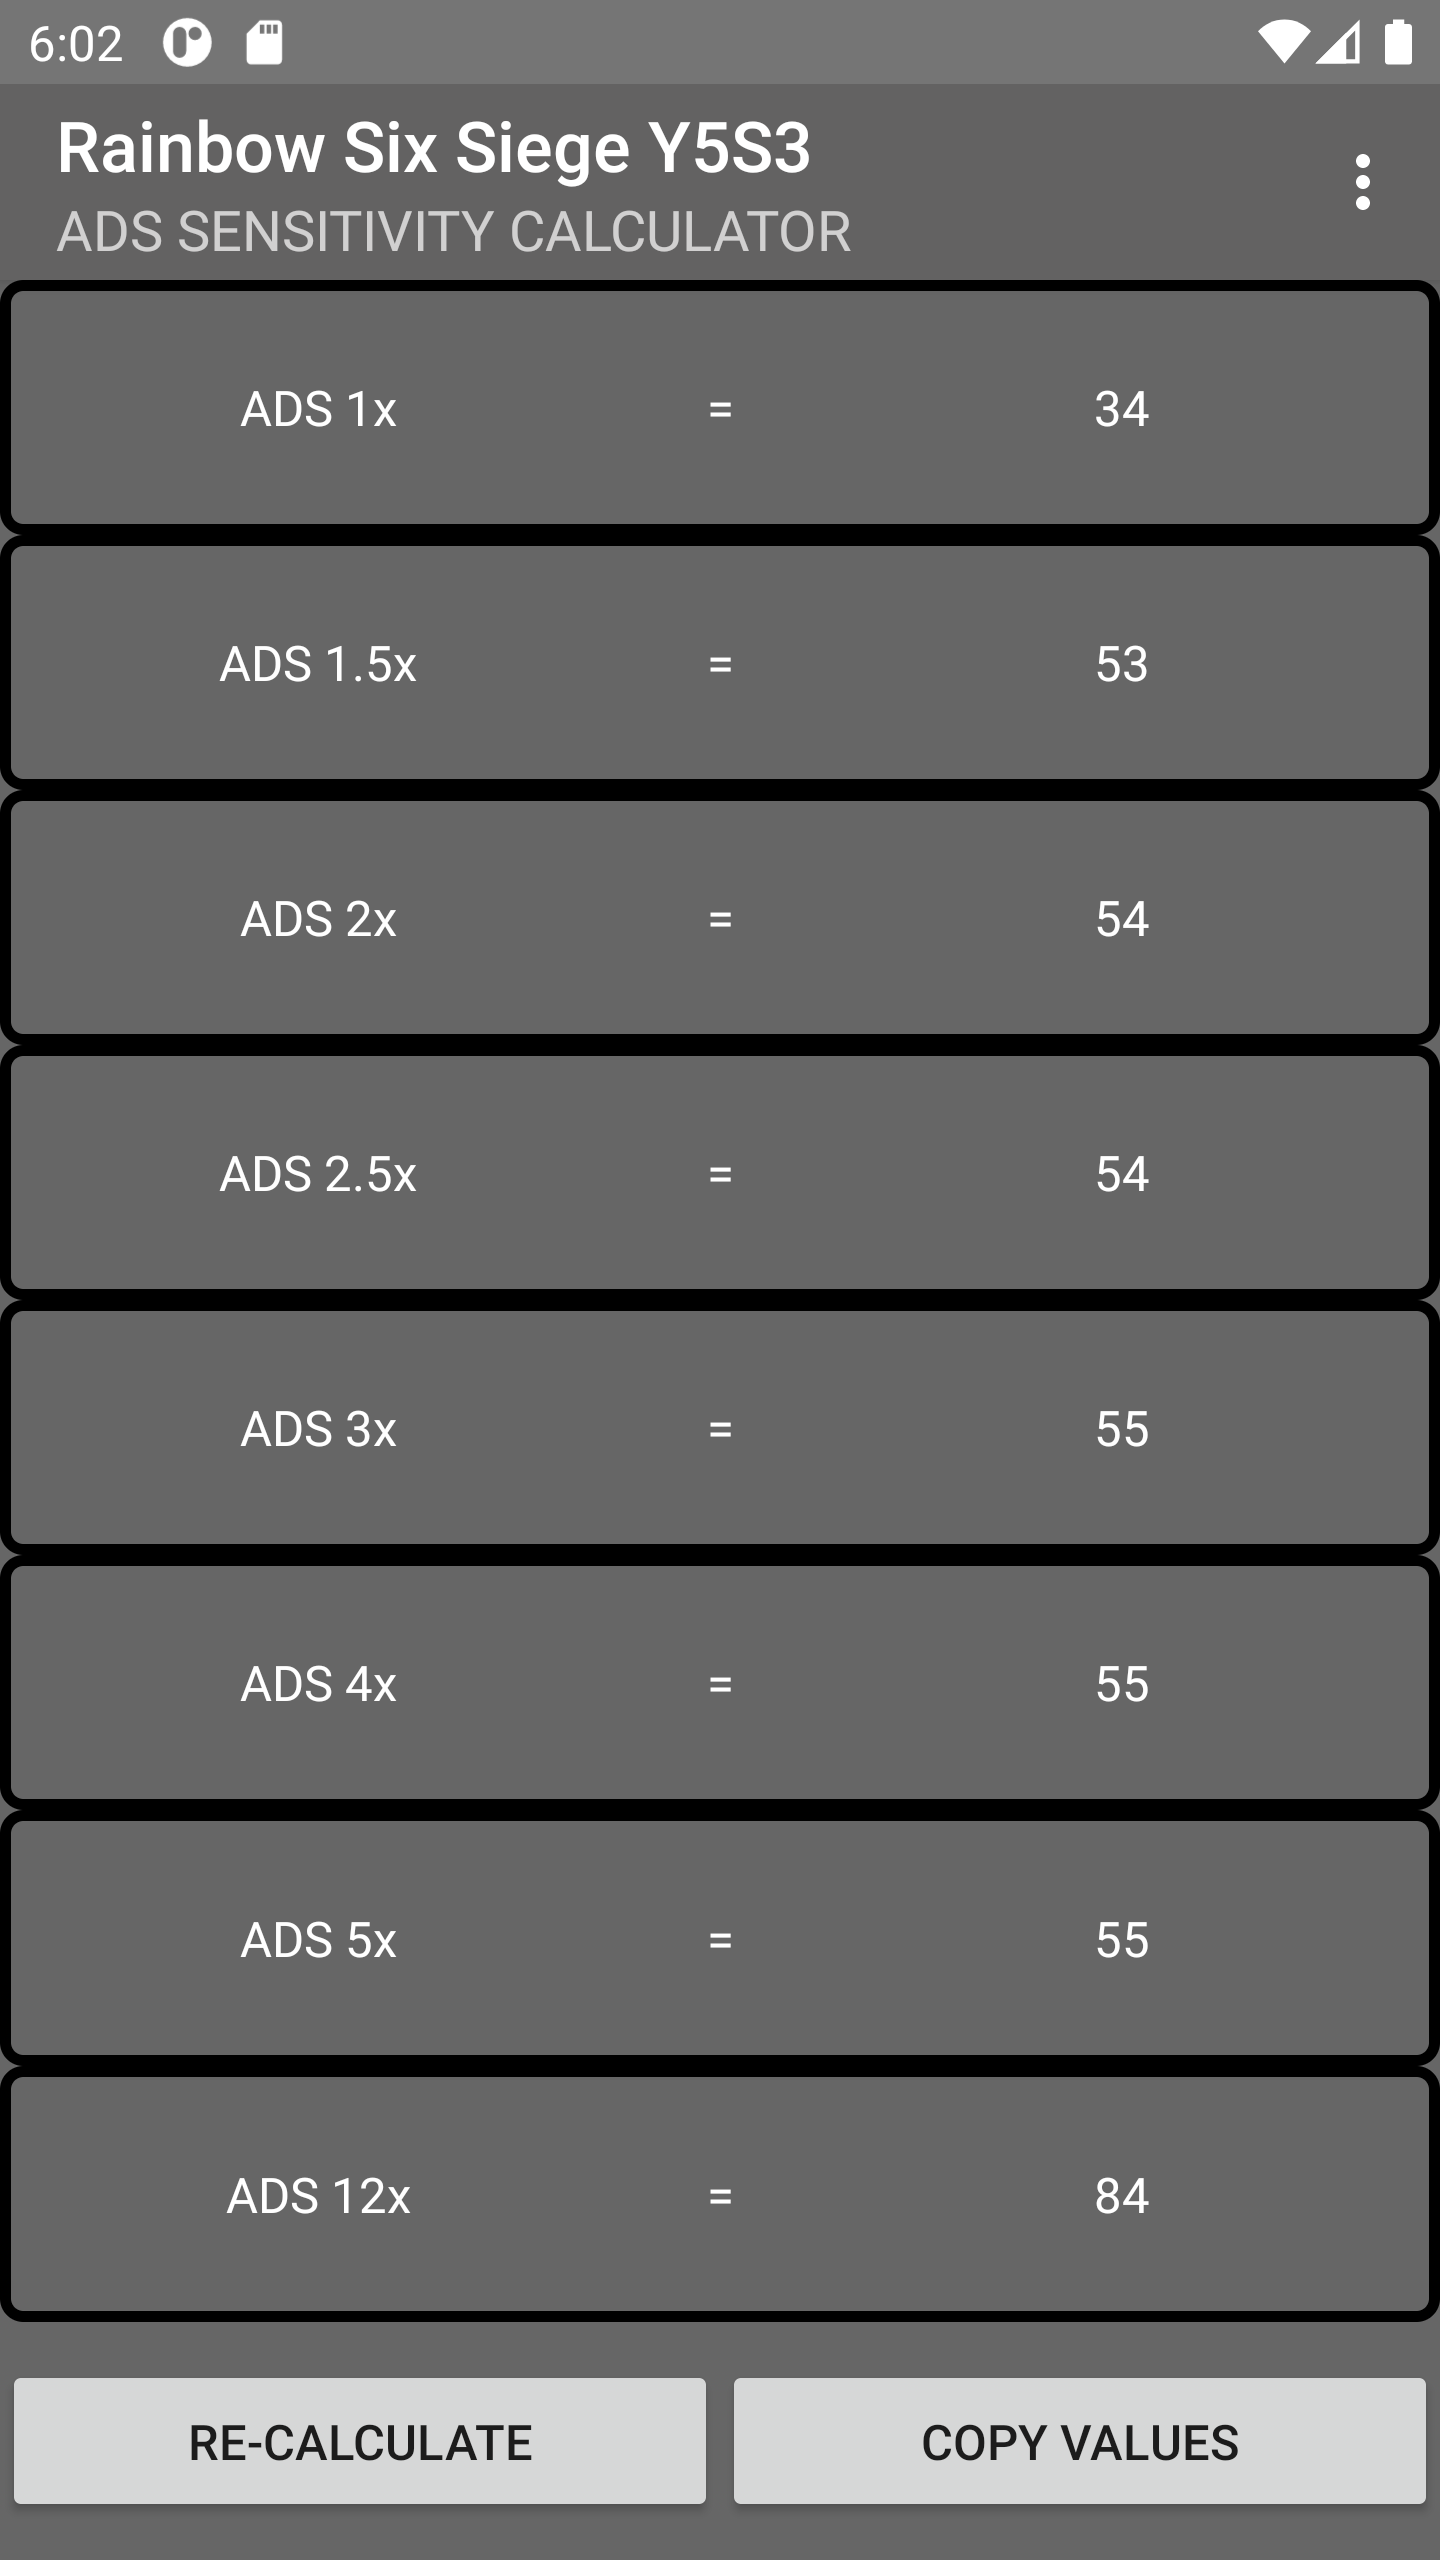 6:02
Rainbow Six Siege Y5S3
ADS SENSITIVITY CALCULATOR
ADS 1x = 34
ADS 1.5x = 53
ADS 2x = 54
ADS 2.5x = 54
ADS 3x = 55
ADS 4x = 55
ADS 5x = 55
ADS 12x = 84
RE-CALCULATE COPY VALUES